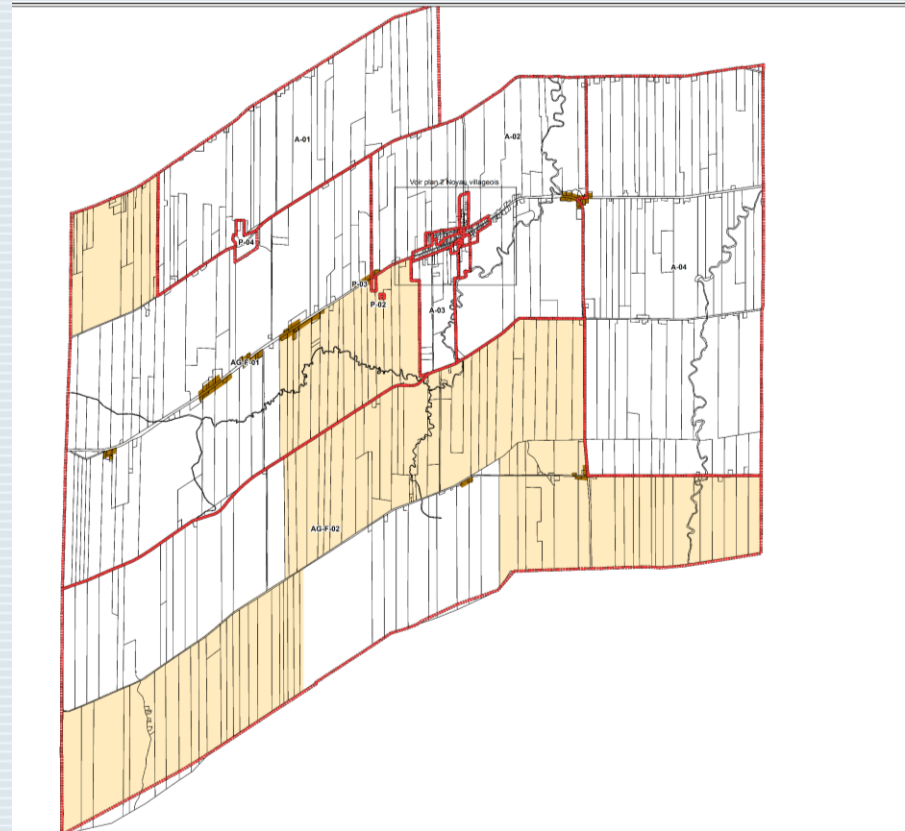 A-01
A-02
Voir plan 2 Noyau villageois
P-04
A-04
P-03
P-02
A-03
AG-F-01
AG-F-02